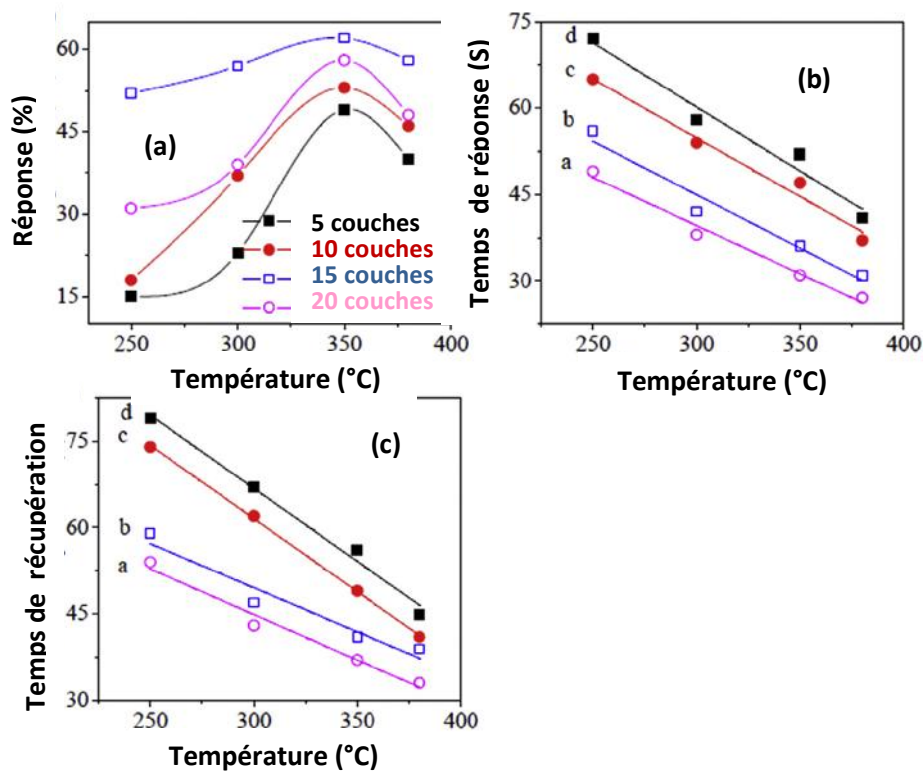 60
45
30
15
250
300
350
400
Réponse (%)
Température (°C)
(a)
5 couches
10 couches
15 couches
20 couches
75
60
45
30
250
300
350
400
Temps de réponse (S)
Température (°C)
(b)
d
c
b
a
75
60
45
30
250
300
350
400
Temps de récupération
Température (°C)
(c)
d
c
b
a